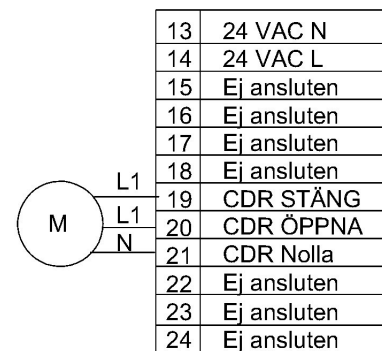 13 24 VAC N
14 24 VAC L
15 Ej ansluten
16 Ej ansluten
17 Ej ansluten
18 Ej ansluten
L1 19 CDR STÄNG
M L1 20 CDR ÖPPNA
N 21 CDR Nolla
22 Ej ansluten
23 Ej ansluten
24 Ej ansluten